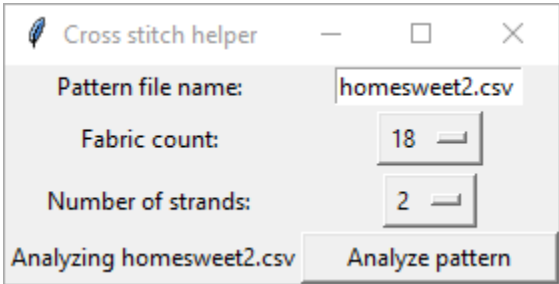 Cross stitch helper
Pattern file name: homesweet2.csv
Fabric count: 18
Number of strands: 2
Analyzing homesweet2.csv Analyze pattern